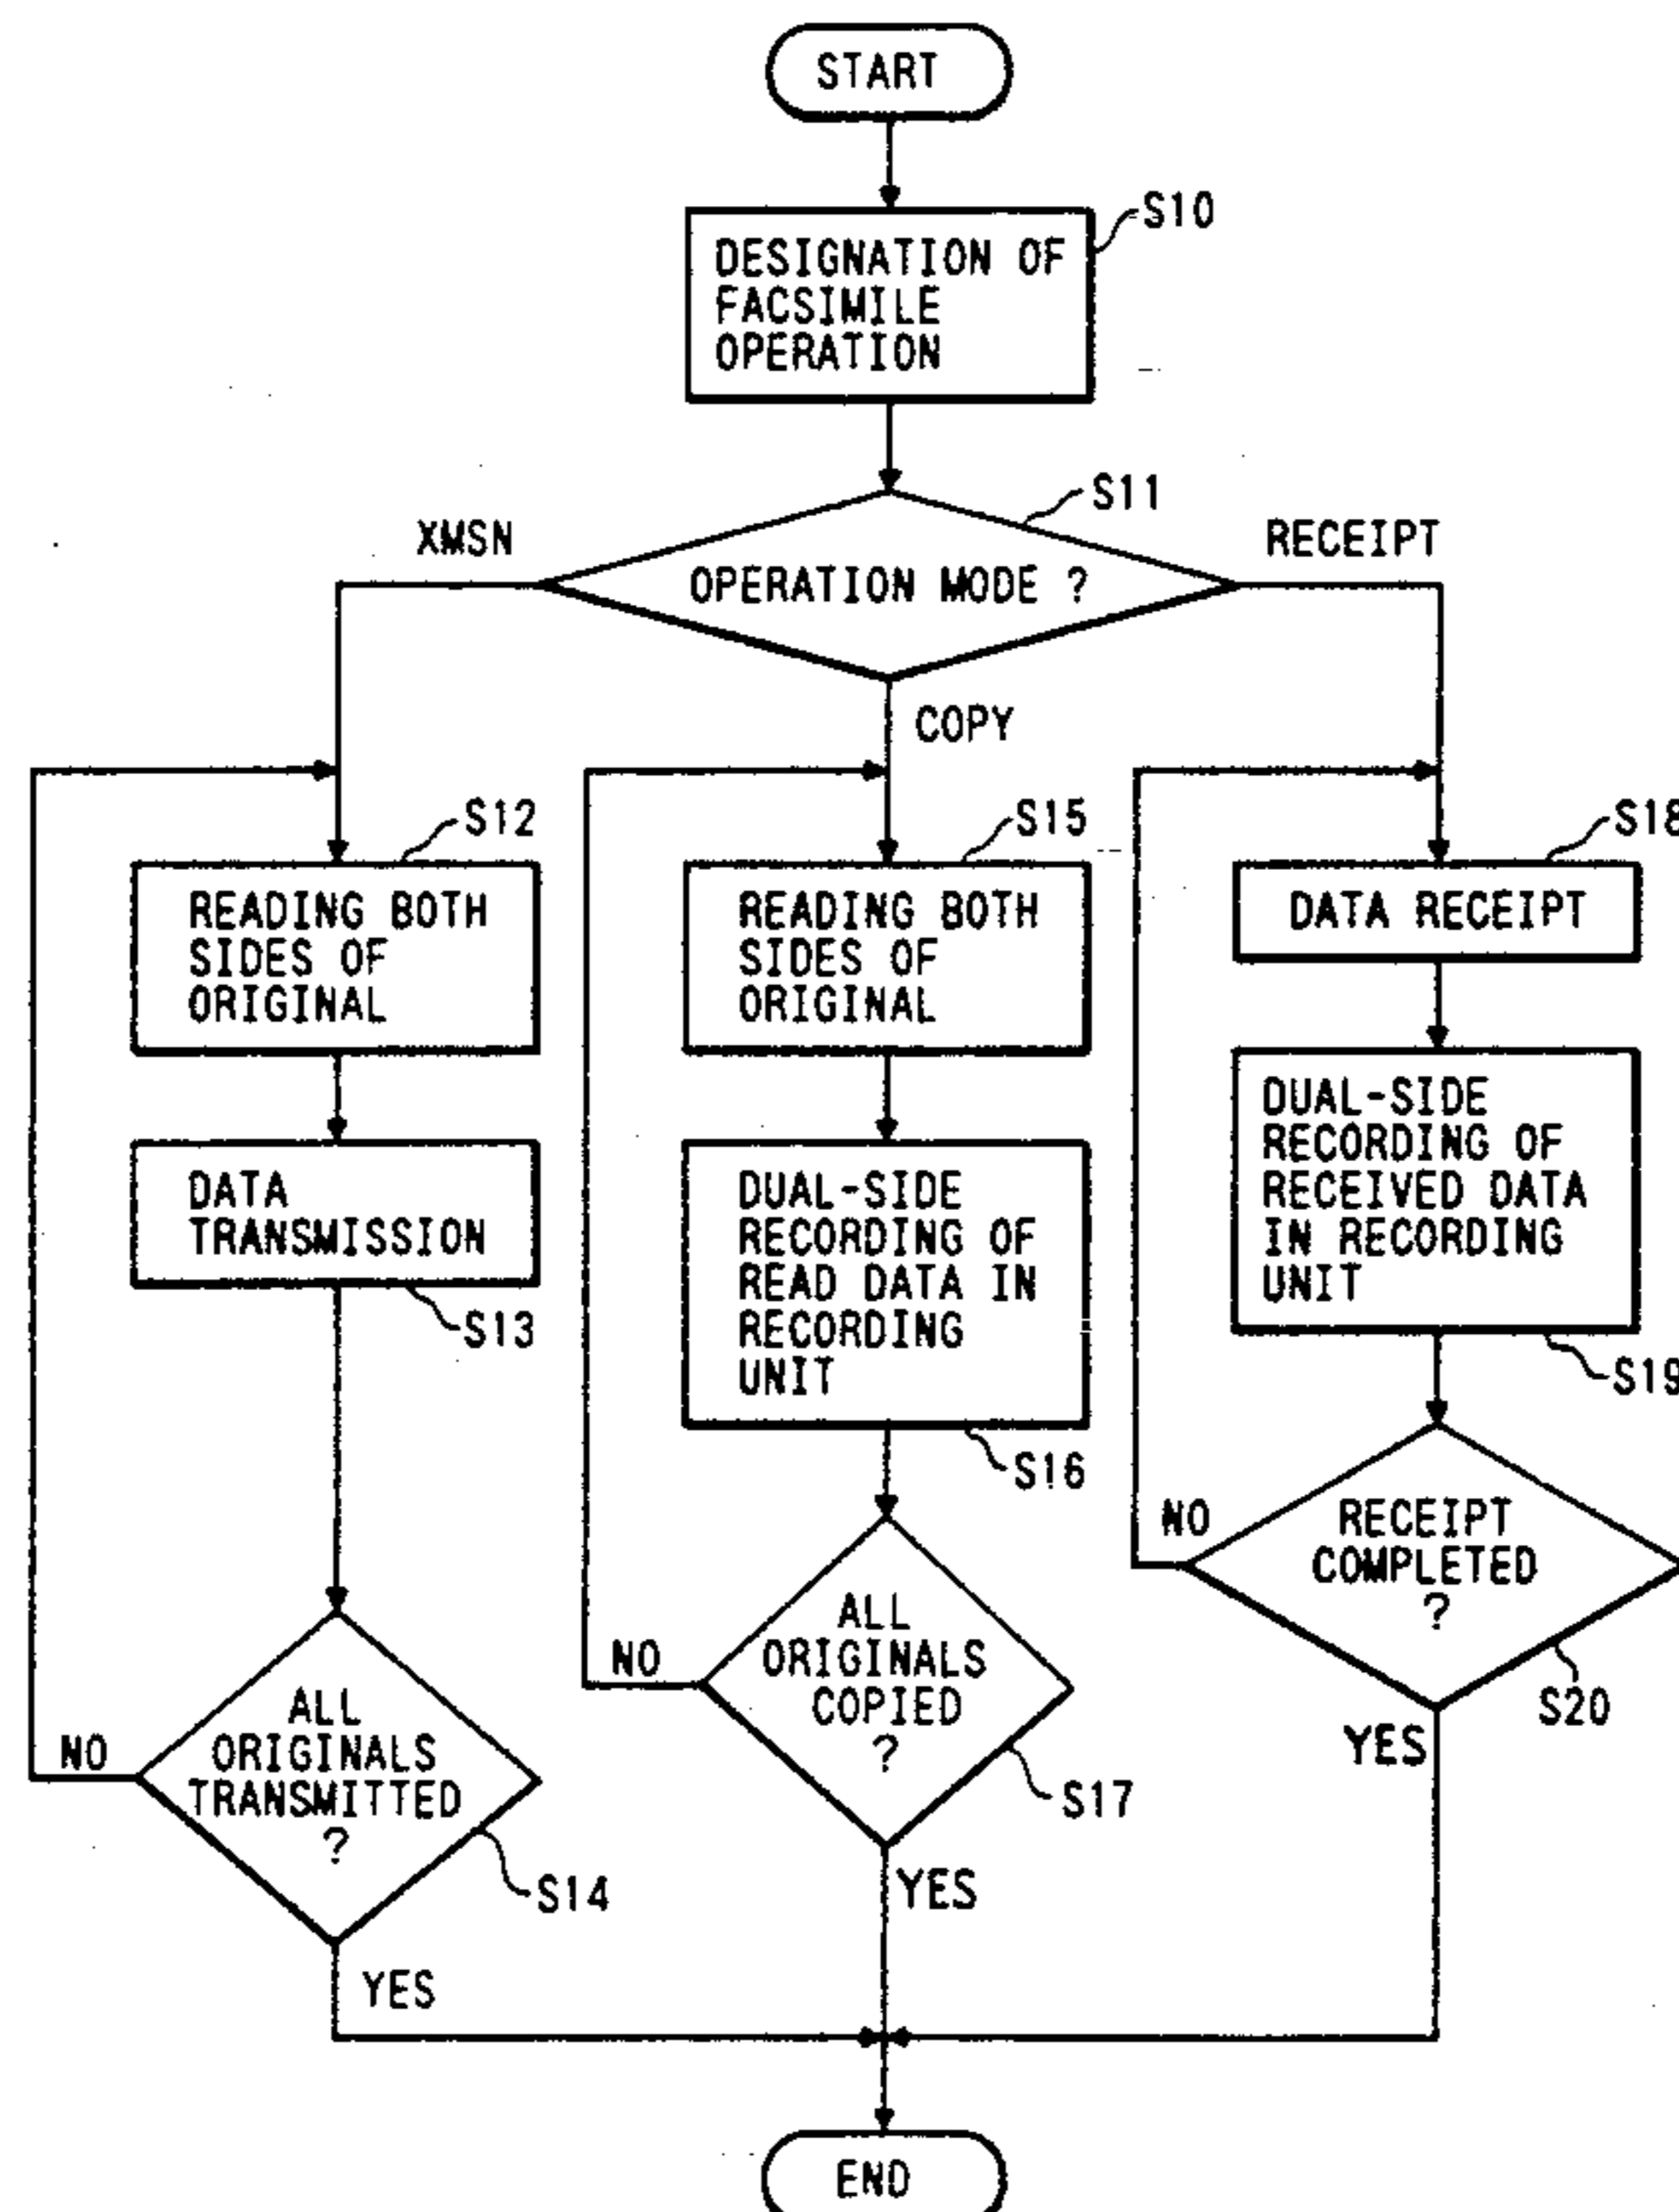 START
S10
DESIGNATION OF
FACSIMILE
OPERATION
S11
XMSN
RECEIPT
OPERATION MODE ?
COPY
S12
READING BOTH
SIDES OF
ORIGINAL
DATA
TRANSMISSION
S13
ALL
ORIGINALS
TRANSMITTED
?
NO
S14
YES
S15
READING BOTH
SIDES OF
ORIGINAL
DUAL-SIDE
RECORDING OF
READ DATA IN
RECORDING
UNIT
S16
ALL
ORIGINALS
COPIED
?
NO
S17
YES
S18
DATA RECEIPT
DUAL-SIDE
RECORDING OF
RECEIVED DATA
IN RECORDING
UNIT
S19
RECEIPT
COMPLETED
?
NO
S20
YES
END